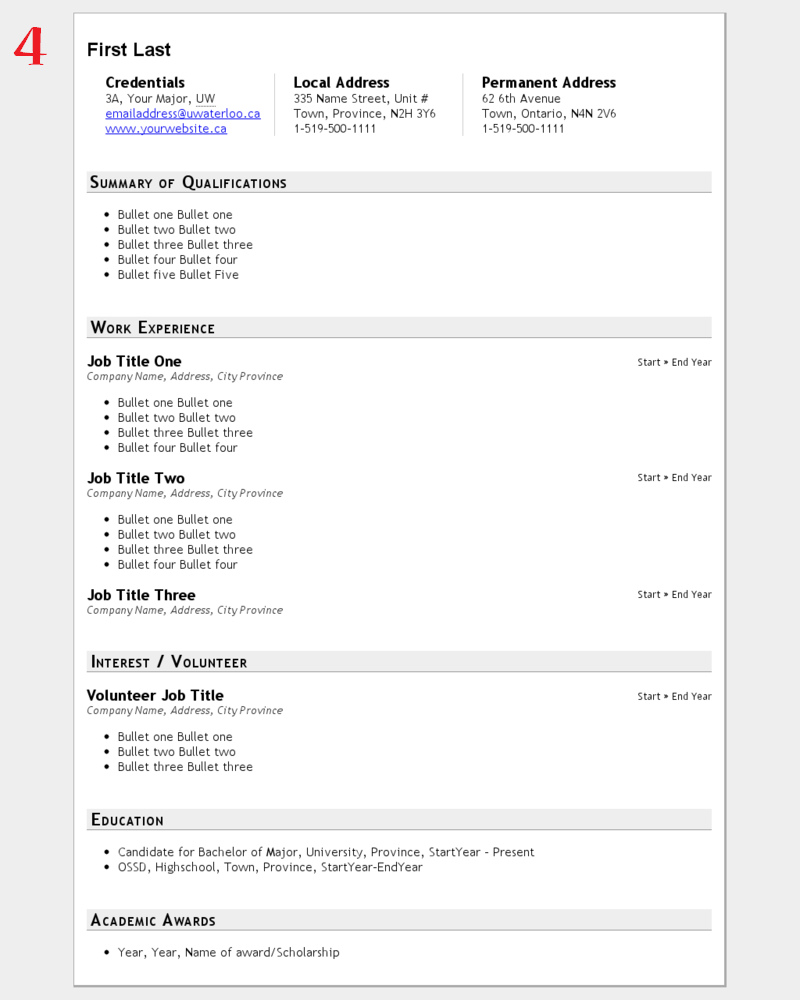 4
First Last
Credentials
3A, Your Major, UW
emailaddress@uwaterloo.ca
www.yourwebsite.ca
Local Address
335 Name Street, Unit #
Town, Province, N2H 3Y6
1-519-500-1111
Permanent Address
62 6th Avenue
Town, Ontario, N4N 2V6
1-519-500-1111
Summary of Qualifications
• Bullet one Bullet one
• Bullet two Bullet two
• Bullet three Bullet three
• Bullet four Bullet four
• Bullet five Bullet Five
Work Experience
Job Title One Start » End Year
Company Name, Address, City Province
• Bullet one Bullet one
• Bullet two Bullet two
• Bullet three Bullet three
• Bullet four Bullet four
Job Title Two Start » End Year
Company Name, Address, City Province
• Bullet one Bullet one
• Bullet two Bullet two
• Bullet three Bullet three
• Bullet four Bullet four
Job Title Three Start » End Year
Company Name, Address, City Province
Interest / Volunteer
Volunteer Job Title Start » End Year
Company Name, Address, City Province
• Bullet one Bullet one
• Bullet two Bullet two
• Bullet three Bullet three
Education
• Candidate for Bachelor of Major, University, Province, StartYear - Present
• OSSD, Highschool, Town, Province, StartYear-EndYear
Academic Awards
• Year, Year, Name of award/Scholarship